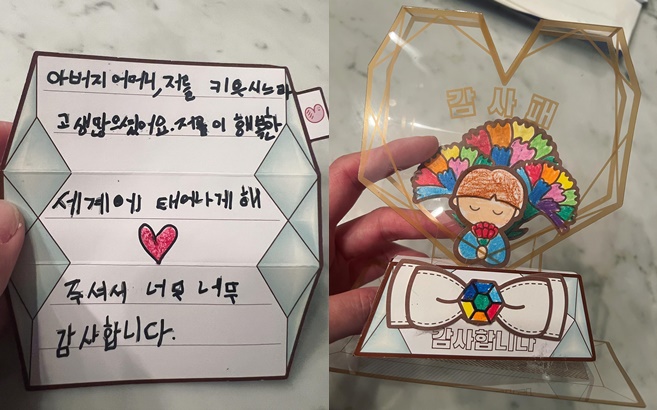 아버지 어머니, 저를 키우시느라
고생많으셨어요. 저를 이 행복한
세계에 태어나게 해
주셔서 너무 너무
감사합니다.
감사패
감사합니다